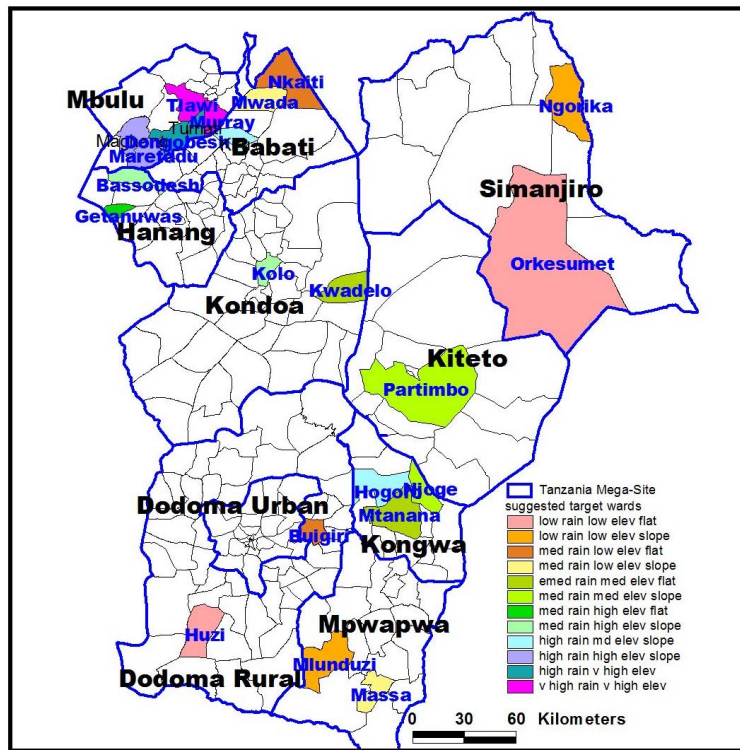 Nkaiti
Mbulu
Tlawi
Mwada
Ngorika
Murray
Tumati
Dongobesh
Babati
Maretadu
Bassodesh
Simanjiro
Getanuwas
Hanang
Orkesumet
Kolo
Kwadelo
Kondoa
Kiteto
Partimbo
Dodoma Urban
Hogoro
Njoge
Mtanana
Buigiri
Kongwa
Huzi
Mpwapwa
Mlunduzi
Dodoma Rural
Massa
Tanzania Mega-Site
suggested target wards
low rain low elev flat
low rain low elev slope
med rain low elev flat
med rain low elev slope
emed rain med elev flat
med rain med elev slope
med rain high elev flat
med rain high elev slope
high rain md elev slope
high rain high elev slope
high rain v high elev
v high rain v high elev
0 30 60 Kilometers